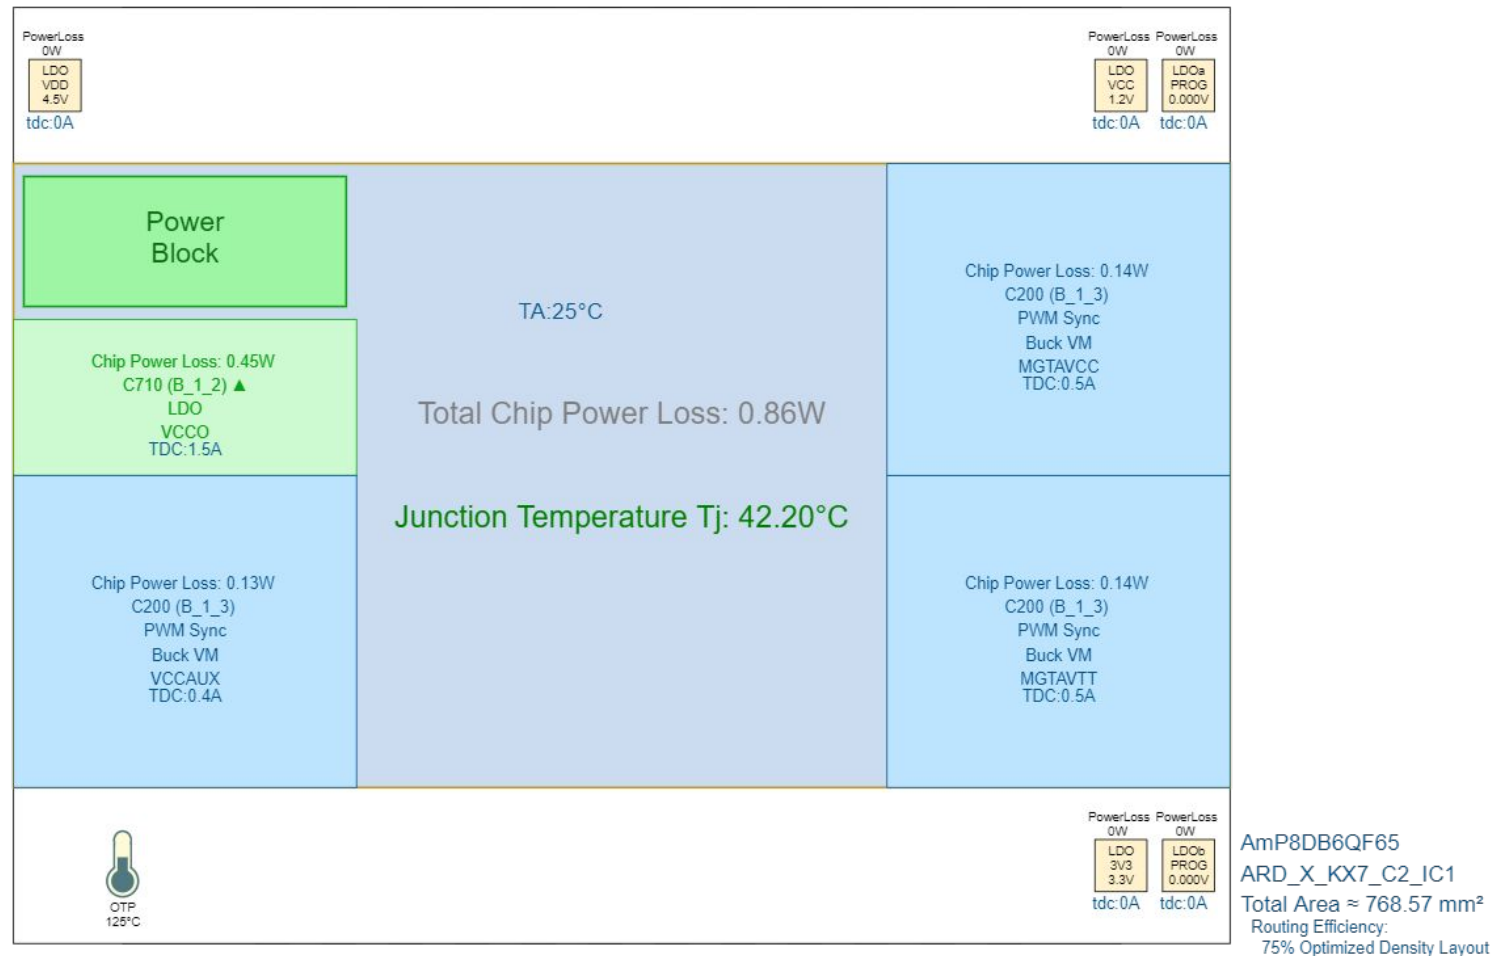 PowerLoss
0W
LDO
VDD
4.5V
tdc:0A
PowerLoss
0W
LDO
VCC
1.2V
tdc:0A
PowerLoss
0W
LDOa
PROG
0.000V
tdc:0A
Power
Block
Chip Power Loss: 0.45W
C710 (B_1_2) ▲
LDO
VCCO
TDC:1.5A
Chip Power Loss: 0.13W
C200 (B_1_3)
PWM Sync
Buck VM
VCCAUX
TDC:0.4A
TA:25°C
Total Chip Power Loss: 0.86W
Junction Temperature Tj: 42.20°C
Chip Power Loss: 0.14W
C200 (B_1_3)
PWM Sync
Buck VM
MGTAVCC
TDC:0.5A
Chip Power Loss: 0.14W
C200 (B_1_3)
PWM Sync
Buck VM
MGTAVTT
TDC:0.5A
OTP
125°C
PowerLoss
0W
LDO
3V3
3.3V
tdc:0A
PowerLoss
0W
LDOb
PROG
0.000V
tdc:0A
AmP8DB6QF65
ARD_X_KX7_C2_IC1
Total Area ≈ 768.57 mm²
Routing Efficiency:
75% Optimized Density Layout